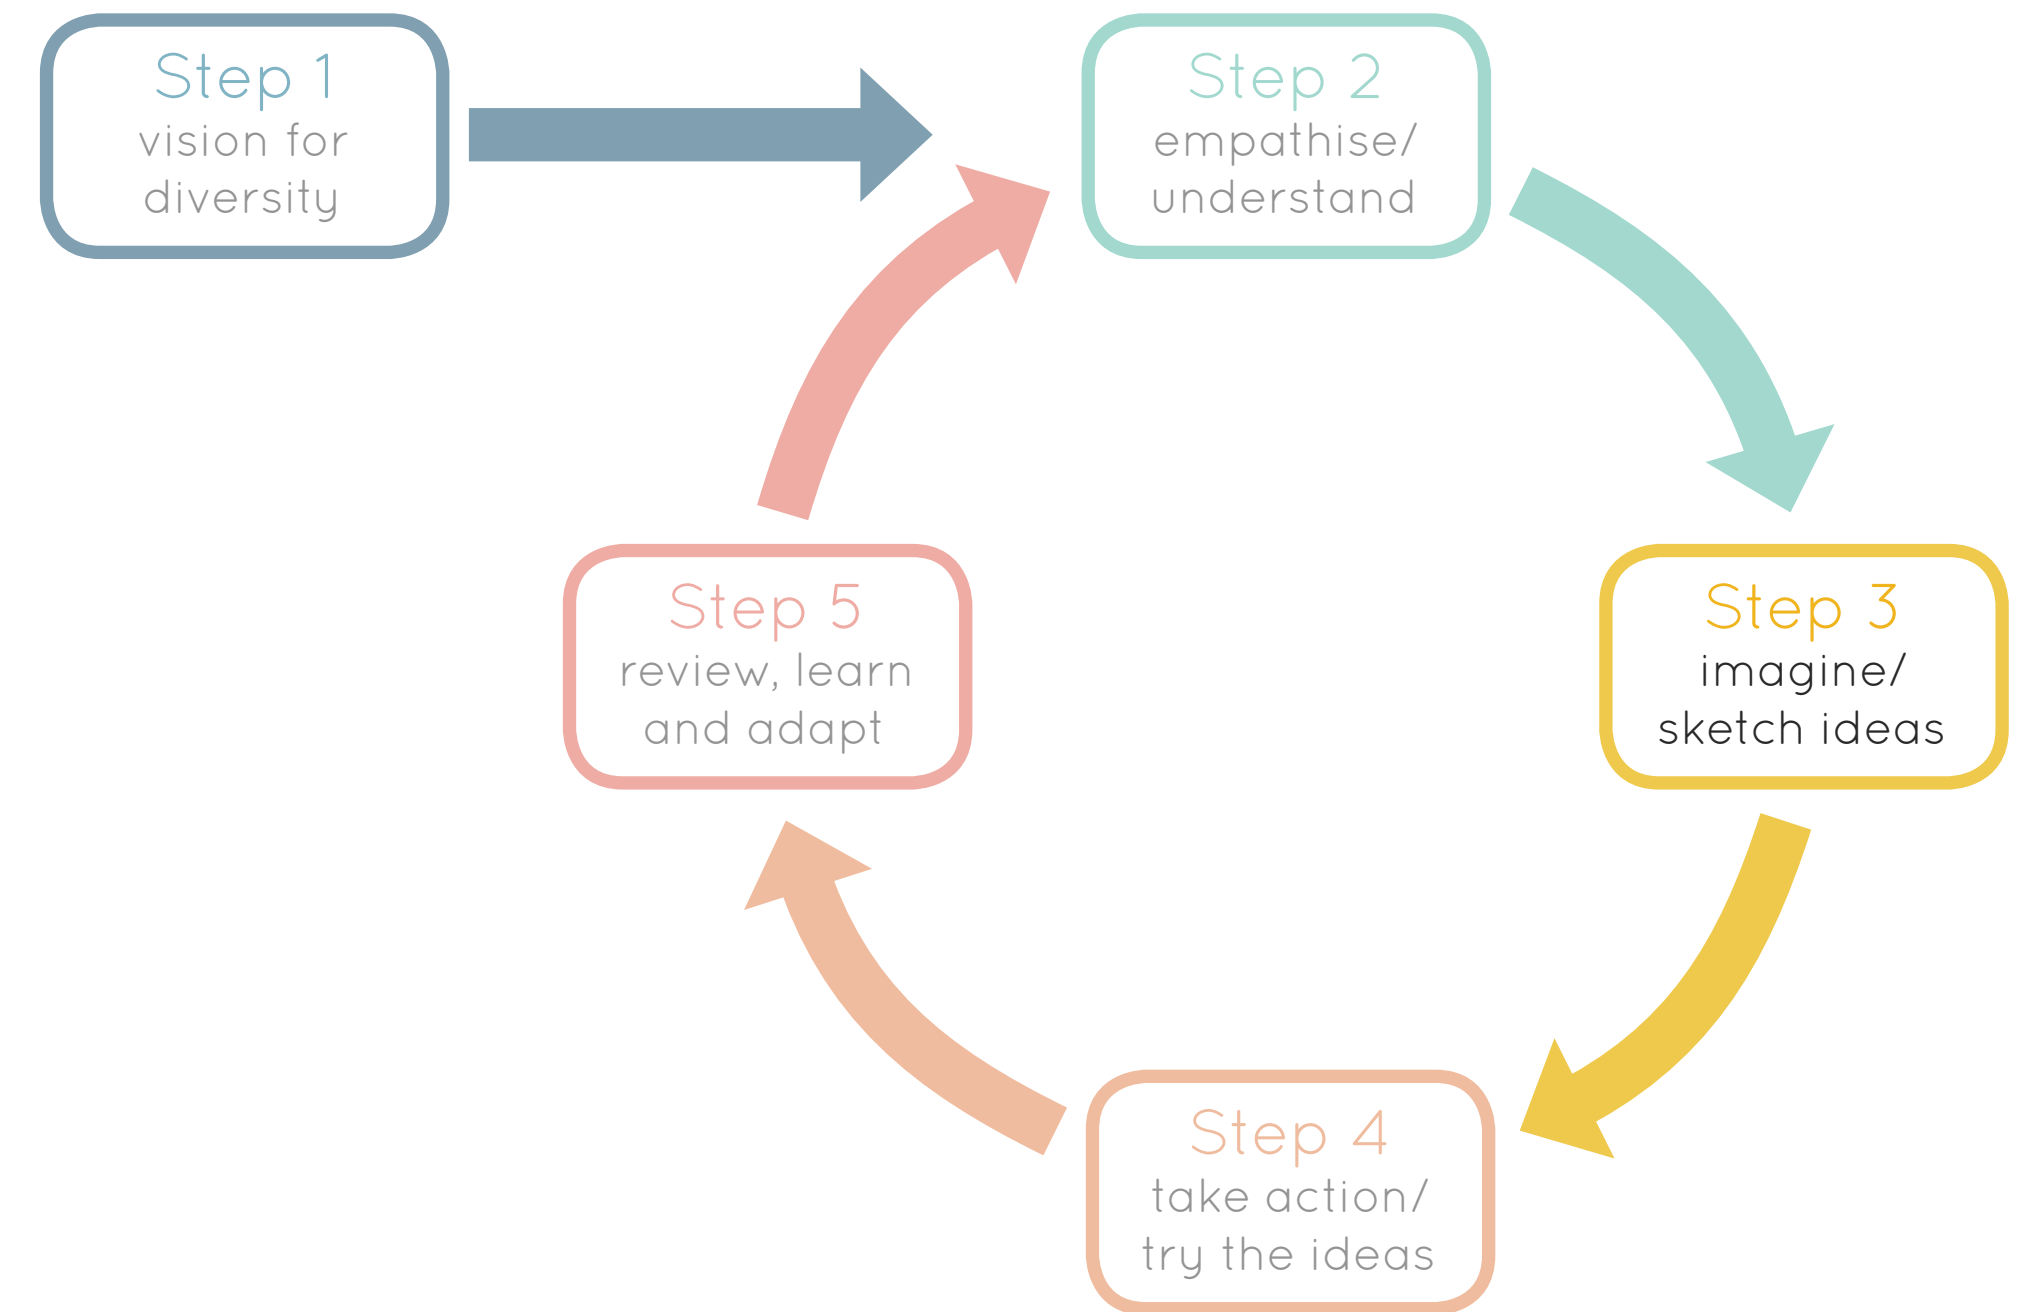 Step 1
vision for
diversity
Step 2
empathise/
understand
Step 3
imagine/
sketch ideas
Step 4
take action/
try the ideas
Step 5
review, learn
and adapt